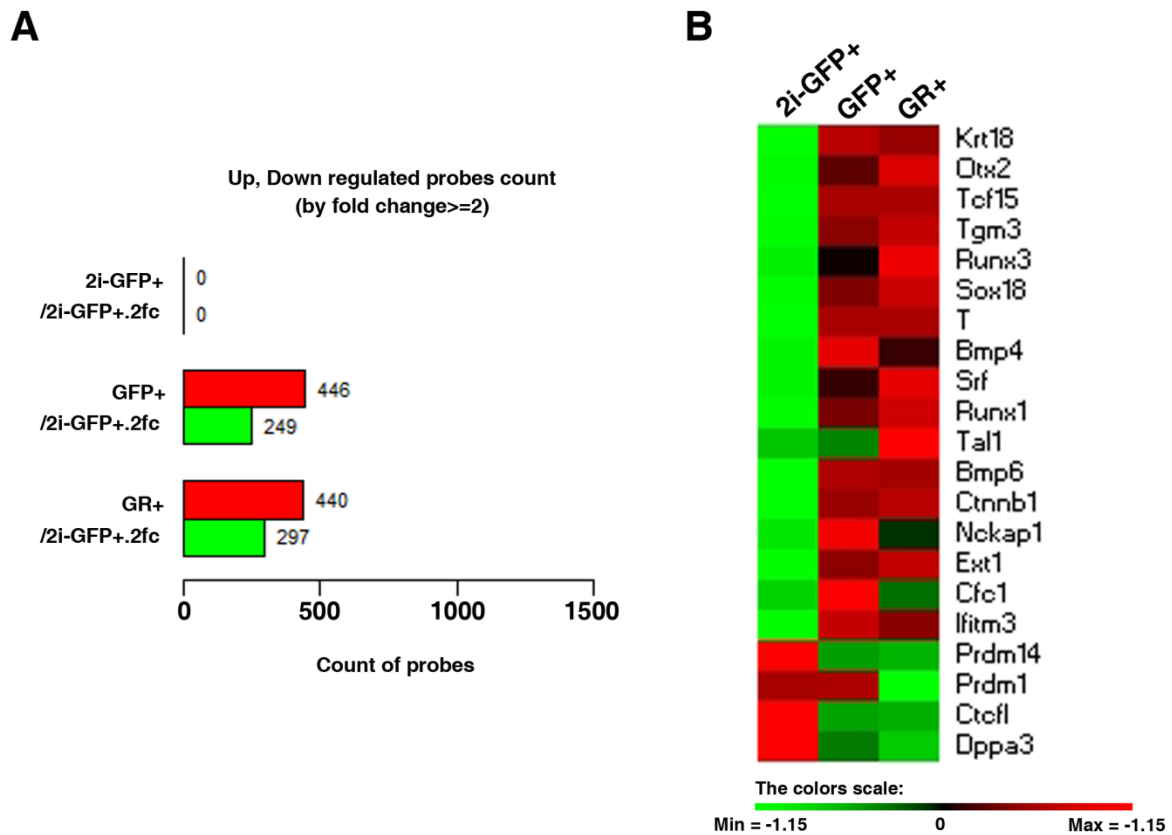 A
B
Up, Down regulated probes count
(by fold change>=2)
2i-GFP+
/2i-GFP+.2fc
0
0
GFP+
/2i-GFP+.2fc
446
249
GR+
/2i-GFP+.2fc
440
297
0 500 1000 1500
Count of probes
2i-GFP+ GFP+ GR+
Krt18
Otx2
Tcf15
Tgm3
Runx3
Sox18
T
Bmp4
Srf
Runx1
Tal1
Bmp6
Ctnnb1
Nckap1
Ext1
Cfc1
Ifitm3
Prdm14
Prdm1
Ctcfl
Dppa3
The colors scale:
Min = -1.15 0 Max = -1.15